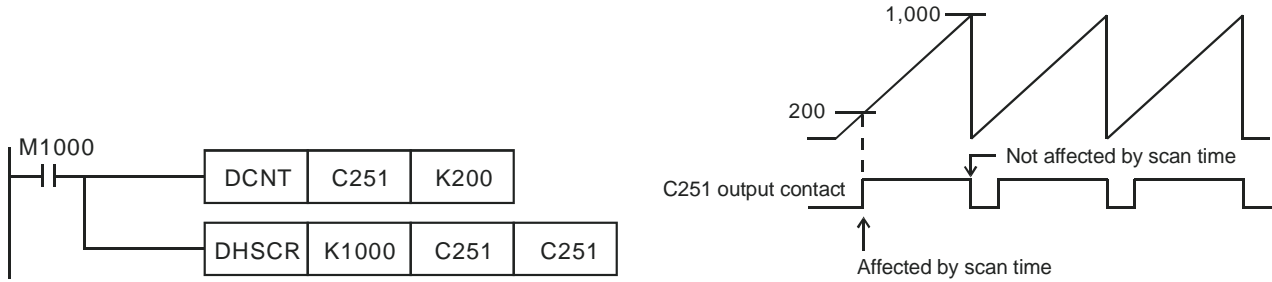 M1000
DCNT C251 K200
DHSCR K1000 C251 C251
1,000
200
Not affected by scan time
C251 output contact
Affected by scan time